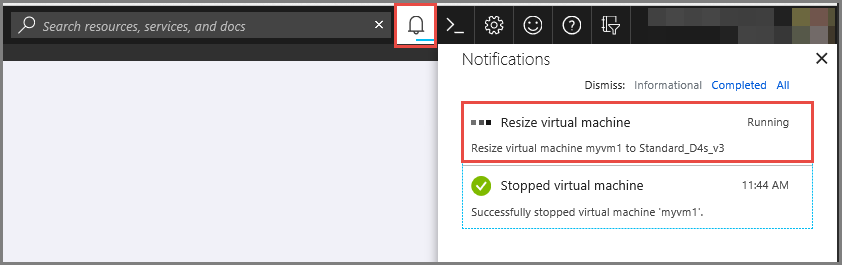 Search resources, services, and docs
Notifications
Dismiss: Informational Completed All
Resize virtual machine Running
Resize virtual machine myvm1 to Standard_D4s_v3
Stopped virtual machine 11:44 AM
Successfully stopped virtual machine 'myvm1'.